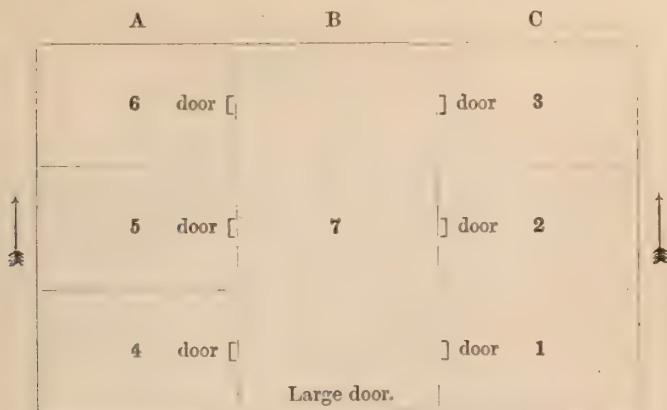 A B C
6 door [ ] door 3
5 door [ 7 ] door 2
4 door [ ] door 1
Large door.